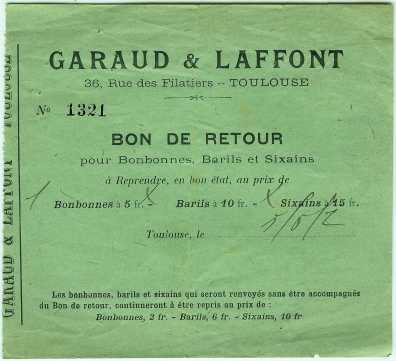 GARAUD & LAFFONT
36, Rue des Filatiers -- TOULOUSE
No 1321
BON DE RETOUR
pour Bonbonnes, Barils et Sixains
à Reprendre, en bon état, au prix de
1 Bonbonnes à 5 fr. - Barils à 10 fr. - Sixains à 15 fr.
Toulouse, le
Les bonbonnes, barils et sixains qui seront renvoyés sans être accompagnés
du Bon de retour, continueront à être repris au prix de :
Bonbonnes, 2 fr. - Barils, 6 fr. - Sixains, 10 fr
GARAUD & LAFFONT TOULOUSE